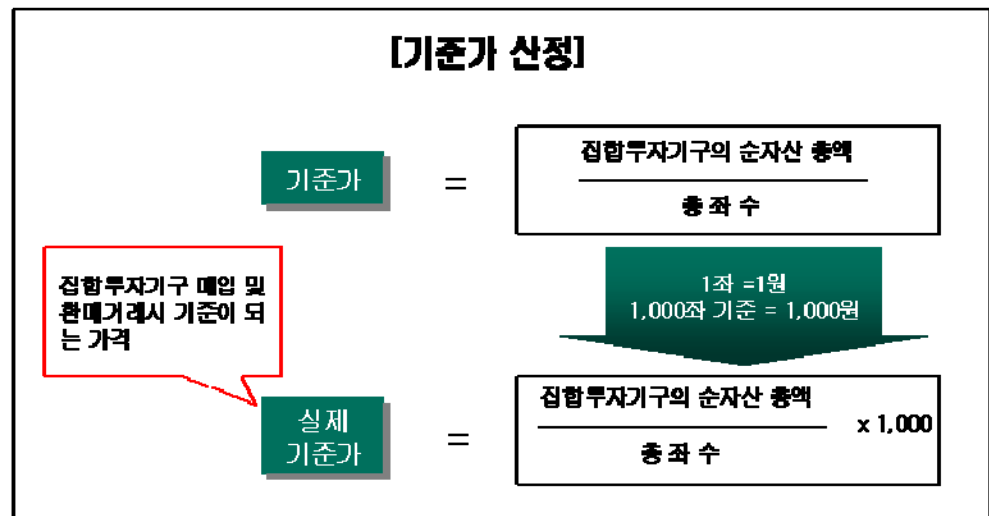 [기준가 산정]
기준가
=
집합투자기구의 순자산 총액
총 좌 수
집합투자기구 매입 및
환매거래시 기준이 되
는 가격
1좌 =1원
1,000좌 기준 = 1,000원
실제
기준가
=
집합투자기구의 순자산 총액
총 좌 수
x 1,000